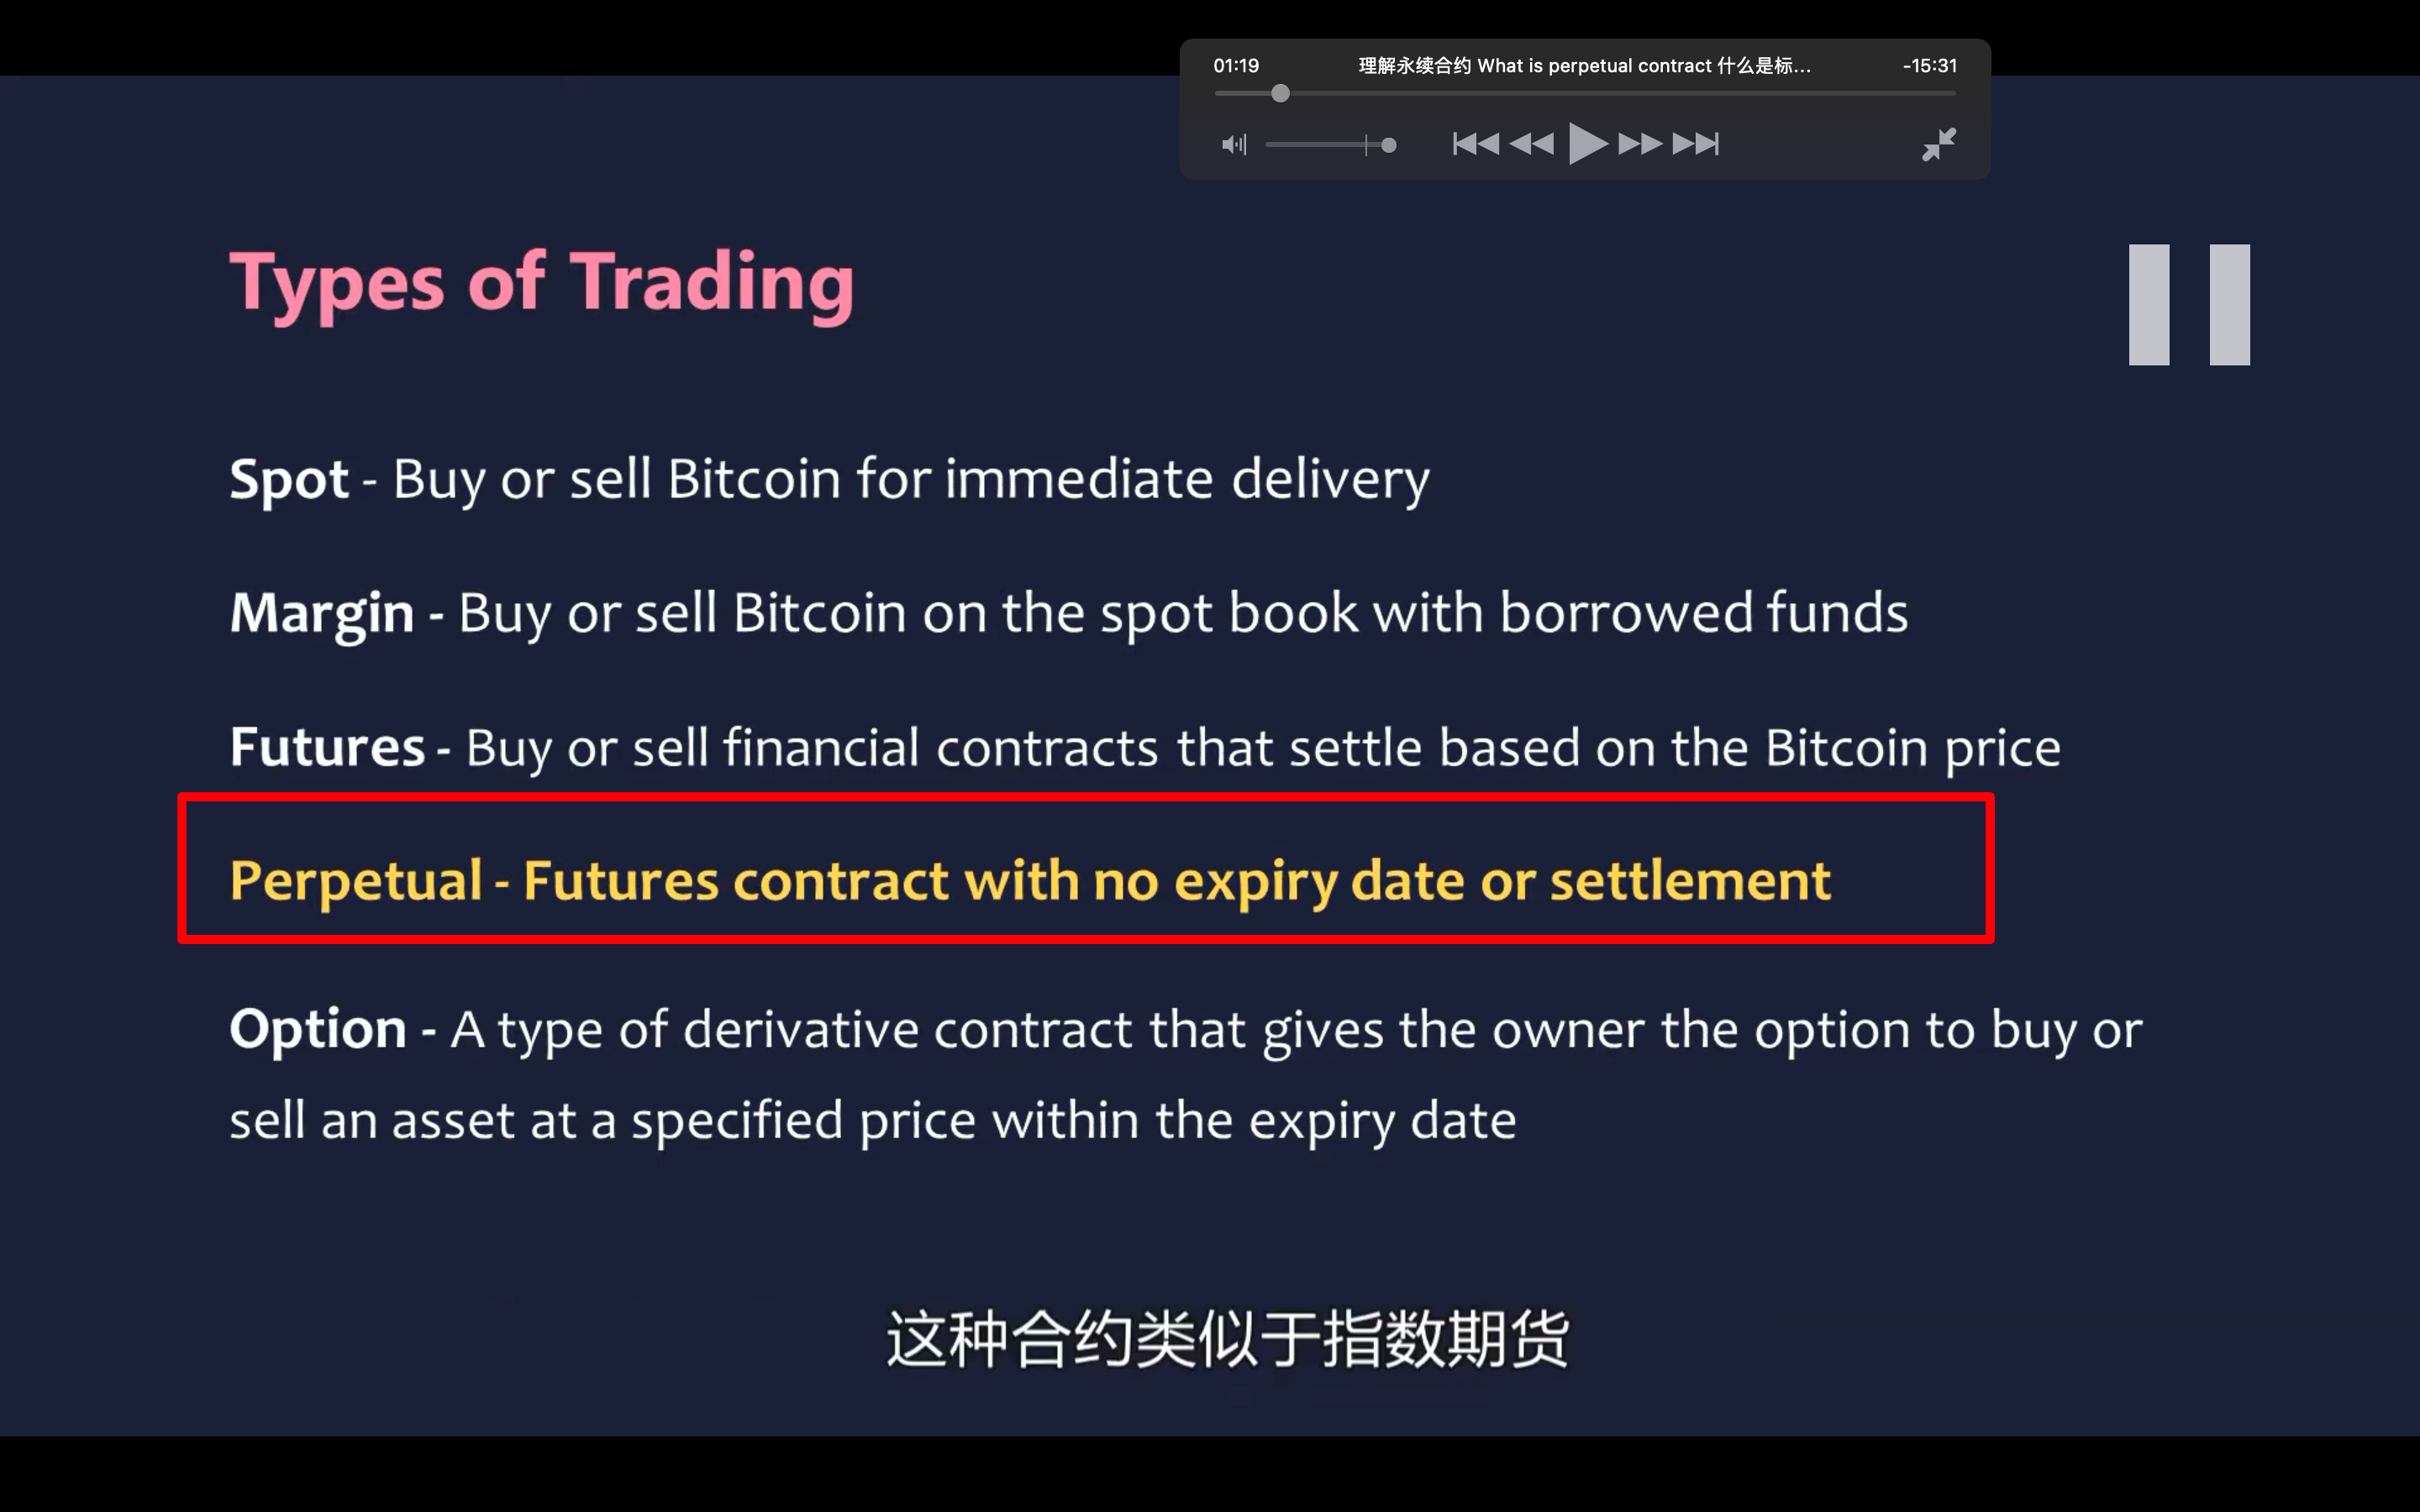 01:19
理解永续合约 What is perpetual contract 什么是标...
-15:31
Types of Trading
Spot - Buy or sell Bitcoin for immediate delivery
Margin - Buy or sell Bitcoin on the spot book with borrowed funds
Futures - Buy or sell financial contracts that settle based on the Bitcoin price
Perpetual - Futures contract with no expiry date or settlement
Option - A type of derivative contract that gives the owner the option to buy or
sell an asset at a specified price within the expiry date
这种合约类似于指数期货